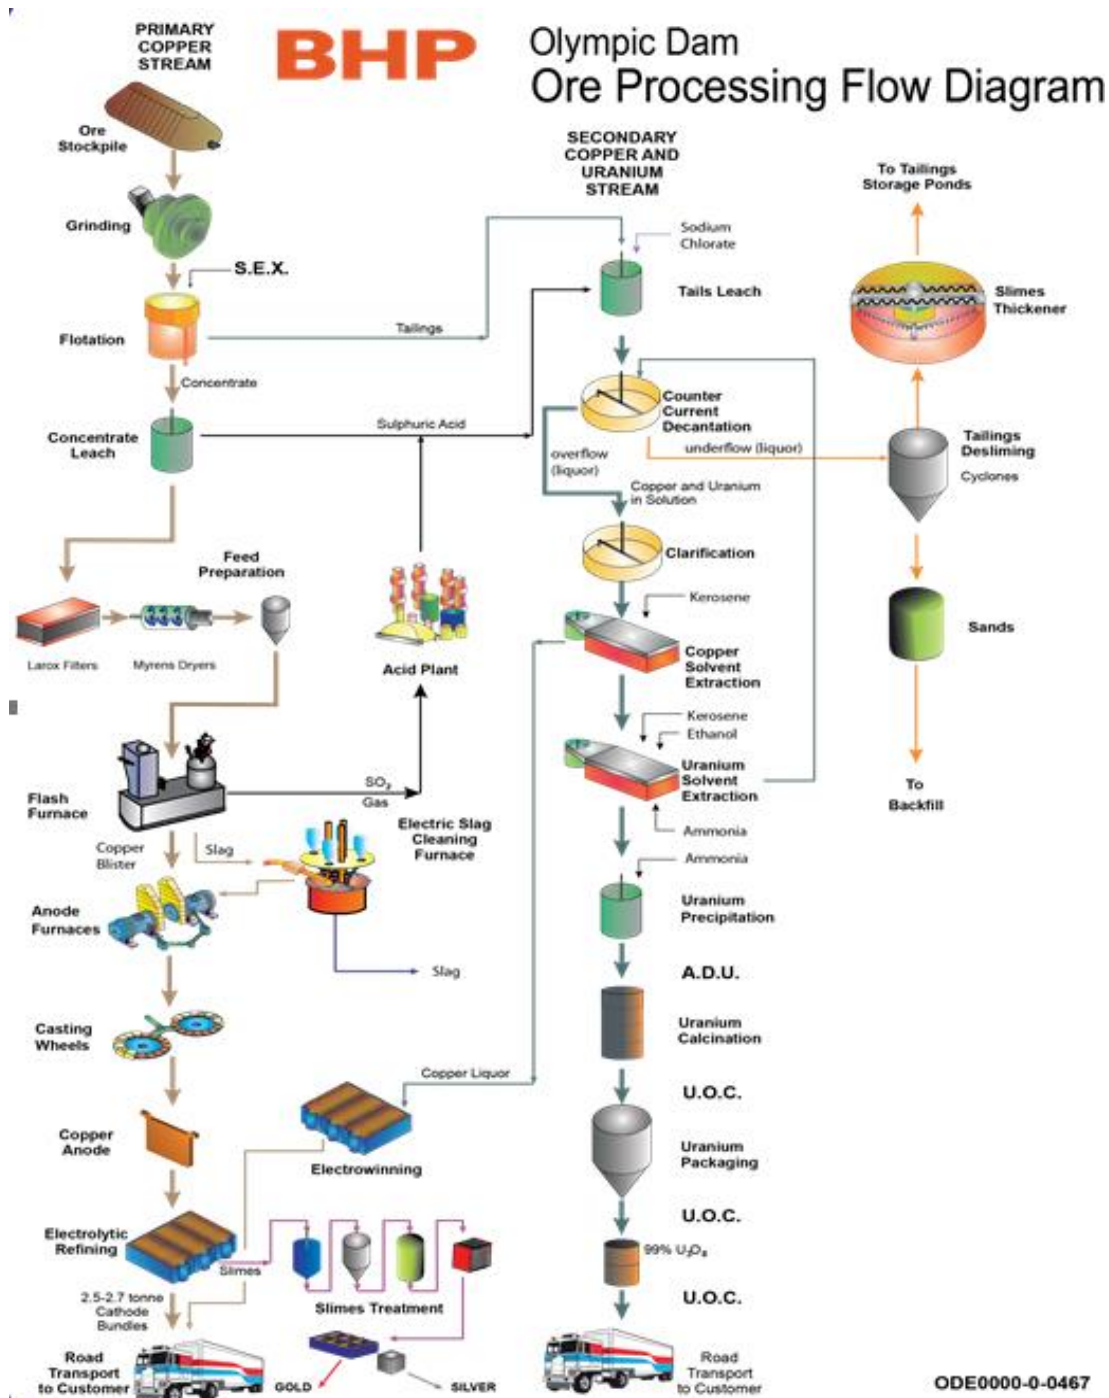 PRIMARY
COPPER
STREAM
BHP
Olympic Dam
Ore Processing Flow Diagram
Ore
Stockpile
Grinding
S.E.X.
Flotation
Tailings
Concentrate
Concentrate
Leach
Sulphuric Acid
Feed
Preparation
Larox Filters
Myrens Dryers
Acid Plant
Flash
Furnace
SO₂
Gas
Copper
Blister
Slag
Electric Slag
Cleaning
Furnace
Anode
Furnaces
Slag
Casting
Wheels
Copper Liquor
Copper
Anode
Electrowinning
Electrolytic
Refining
Slimes
Slimes Treatment
2.5-2.7 tonne
Cathode
Bundles
Road
Transport
to Customer
GOLD
SILVER
SECONDARY
COPPER AND
URANIUM
STREAM
Sodium
Chlorate
Tails Leach
Counter
Current
Decantation
overflow
(liquor)
underflow (liquor)
Copper and Uranium
in Solution
Clarification
Kerosene
Copper
Solvent
Extraction
Kerosene
Ethanol
Uranium
Solvent
Extraction
Ammonia
Ammonia
Uranium
Precipitation
A.D.U.
Uranium
Calcination
U.O.C.
Uranium
Packaging
U.O.C.
99% U₃O₈
U.O.C.
Road
Transport
to Customer
To Tailings
Storage Ponds
Slimes
Thickener
Tailings
Desliming
Cyclones
Sands
To
Backfill
ODE0000-0-0467